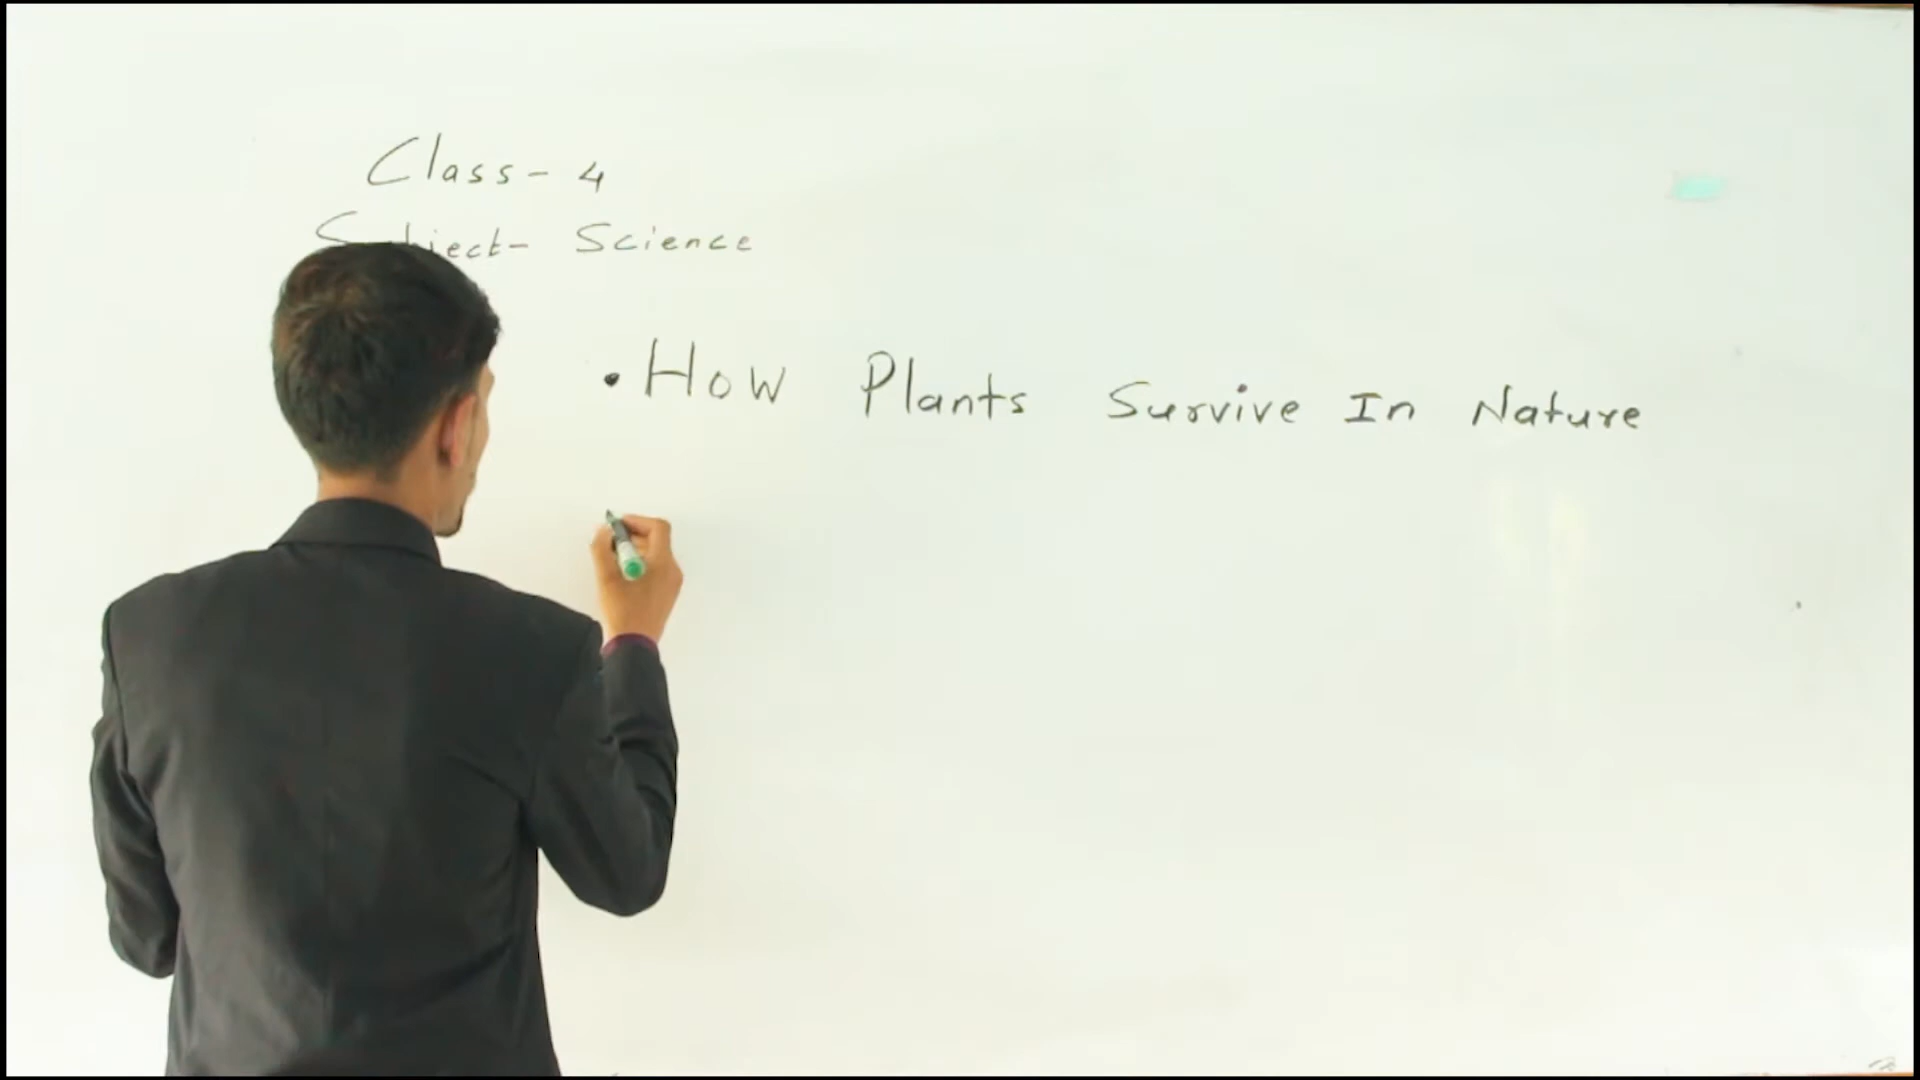 Class- 4
Subject- Science
• How Plants Survive In Nature